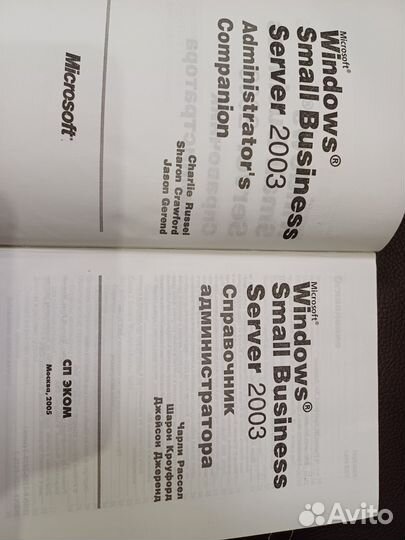 Microsoft®
Windows®
Small Business
Server 2003
Administrator's
Companion
Charlie Russel
Sharon Crawford
Jason Gerend
Microsoft®
Microsoft®
Windows®
Small Business
Server 2003
Справочник
администратора
Чарли Рассел
Шарон Кроуфорд
Джейсон Джеренд
СП ЭКОМ
Москва, 2005
Avito